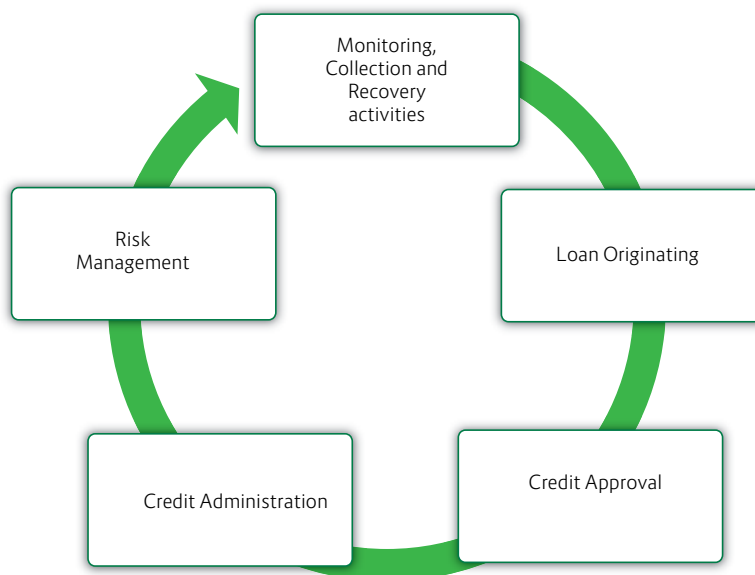 Monitoring,
Collection and
Recovery
activities
Risk
Management
Loan Originating
Credit Administration
Credit Approval